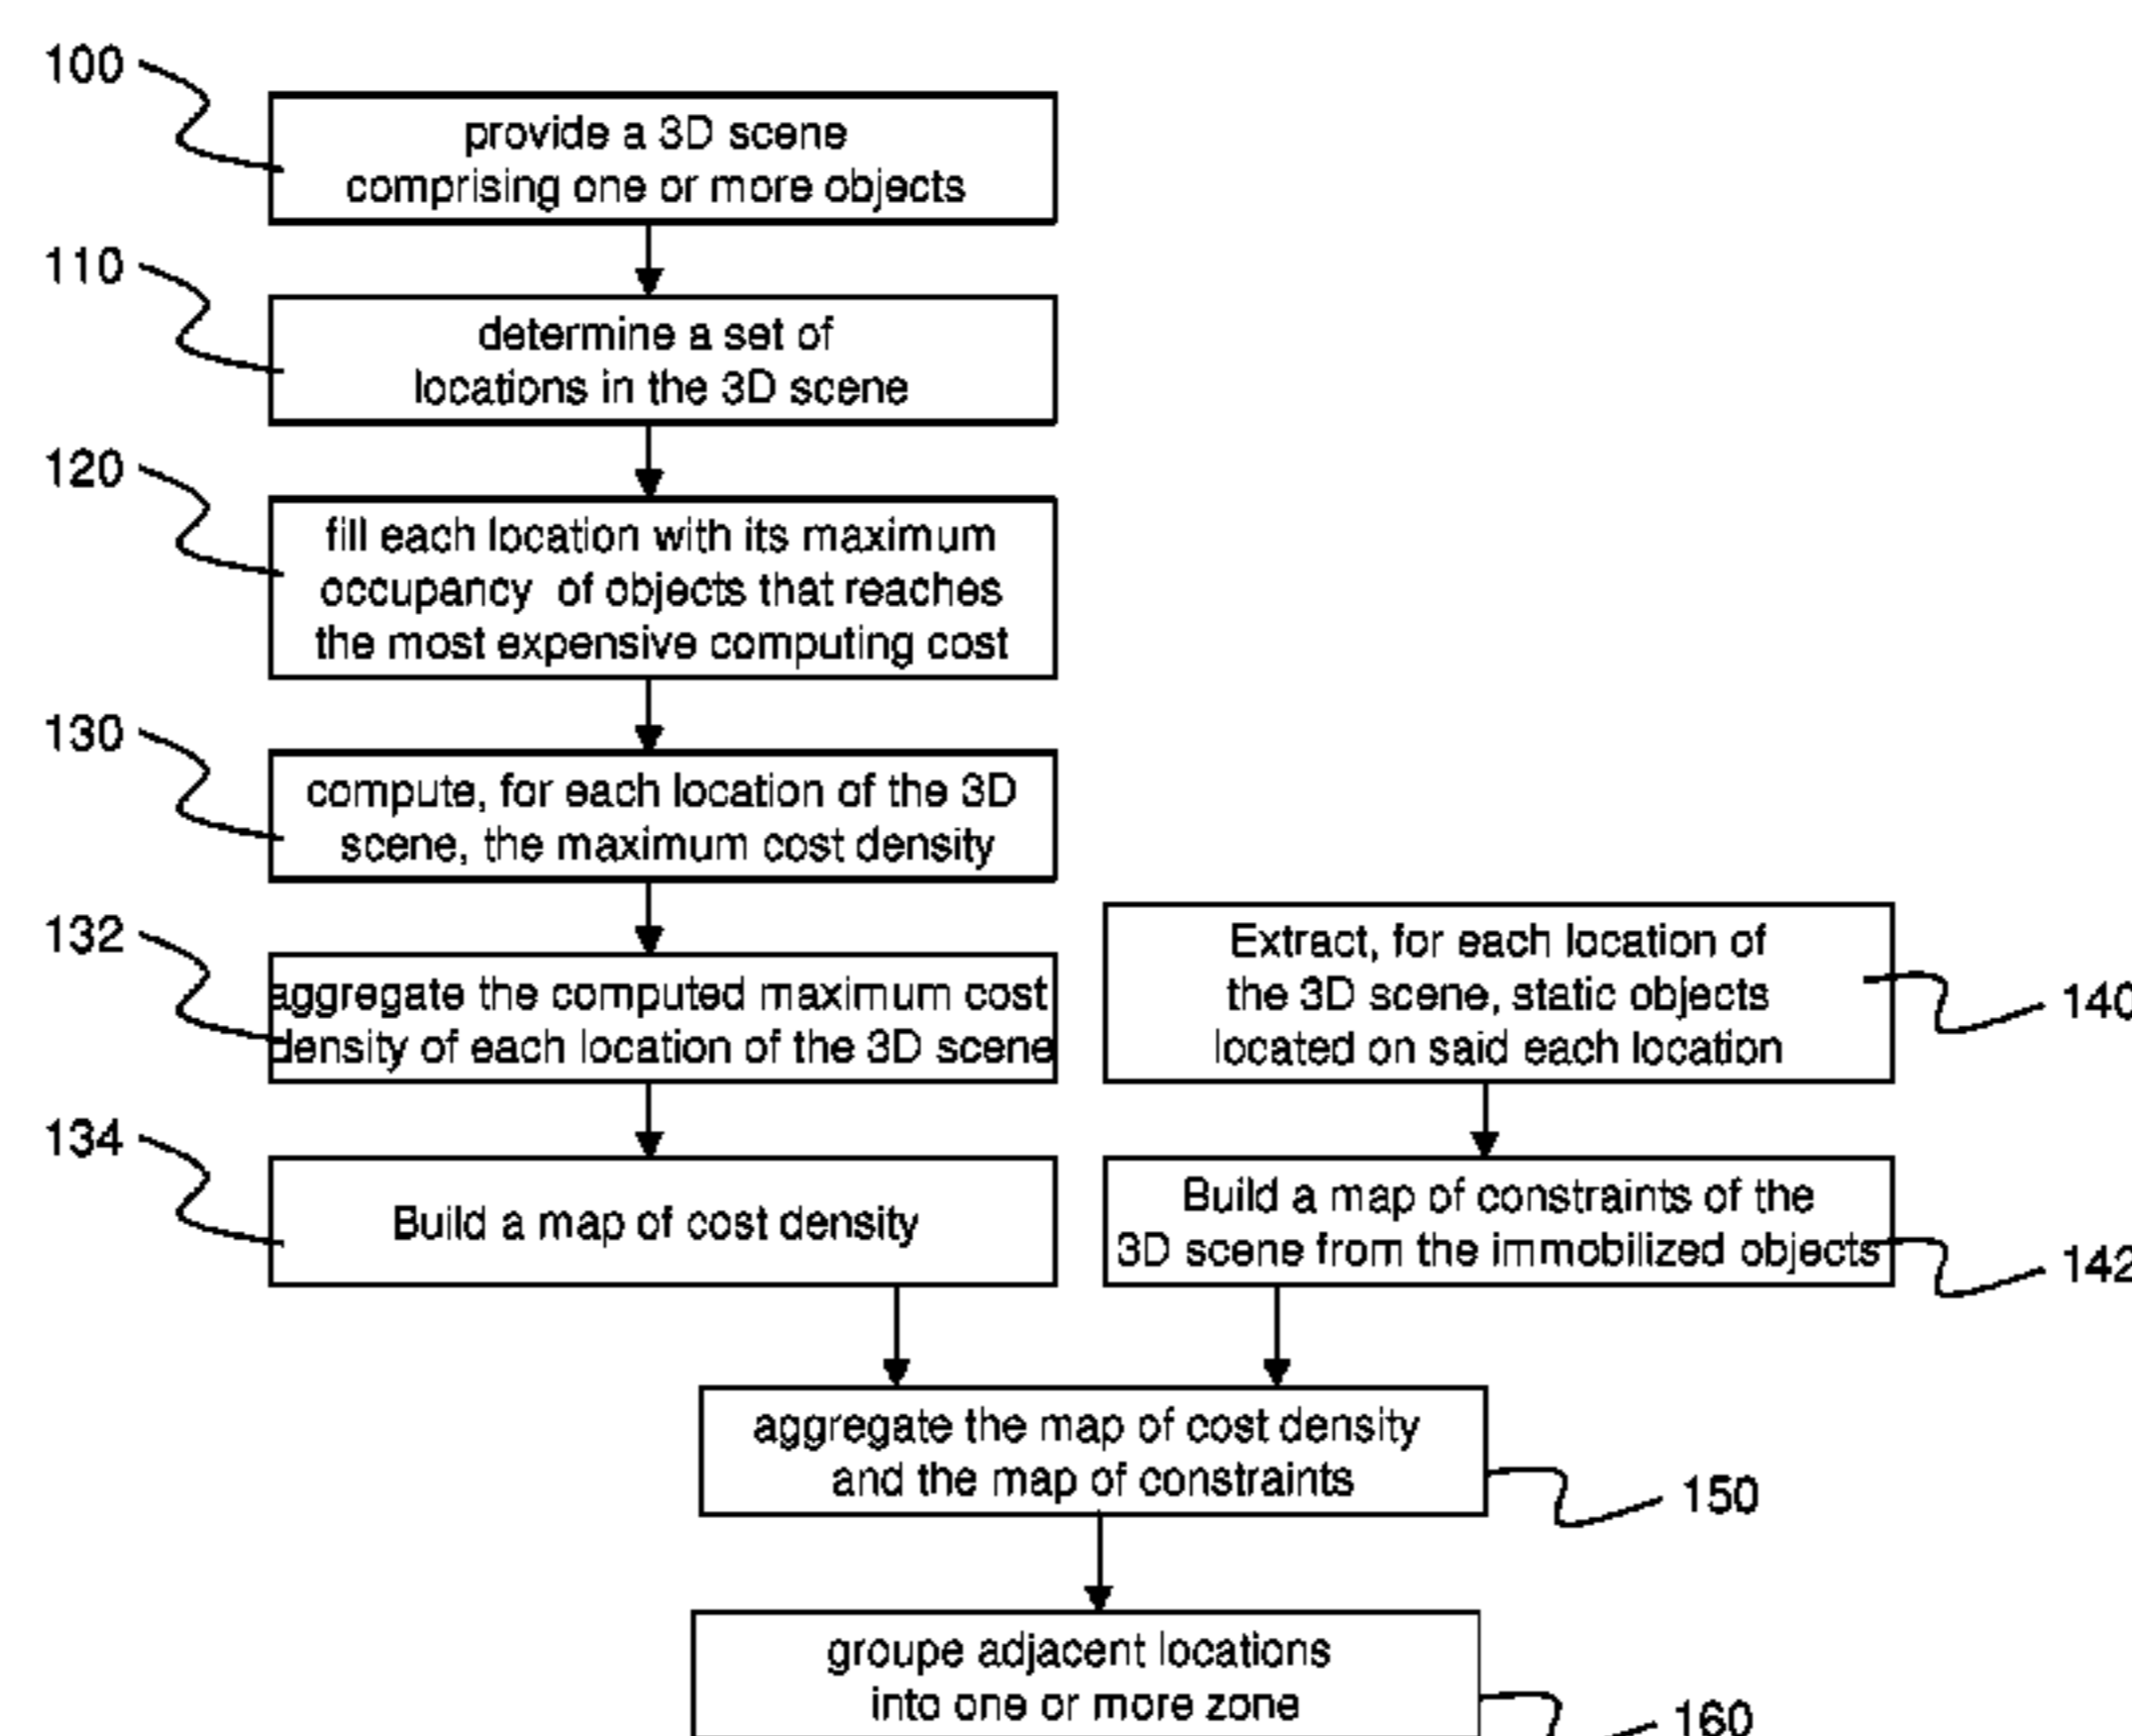 100
provide a 3D scene
comprising one or more objects
110
determine a set of
locations in the 3D scene
120
fill each location with its maximum
occupancy of objects that reaches
the most expensive computing cost
130
compute, for each location of the 3D
scene, the maximum cost density
132
aggregate the computed maximum cost
density of each location of the 3D scene
Extract, for each location of
the 3D scene, static objects
located on said each location
140
134
Build a map of cost density
Build a map of constraints of the
3D scene from the immobilized objects
142
aggregate the map of cost density
and the map of constraints
150
groupe adjacent locations
into one or more zone
160